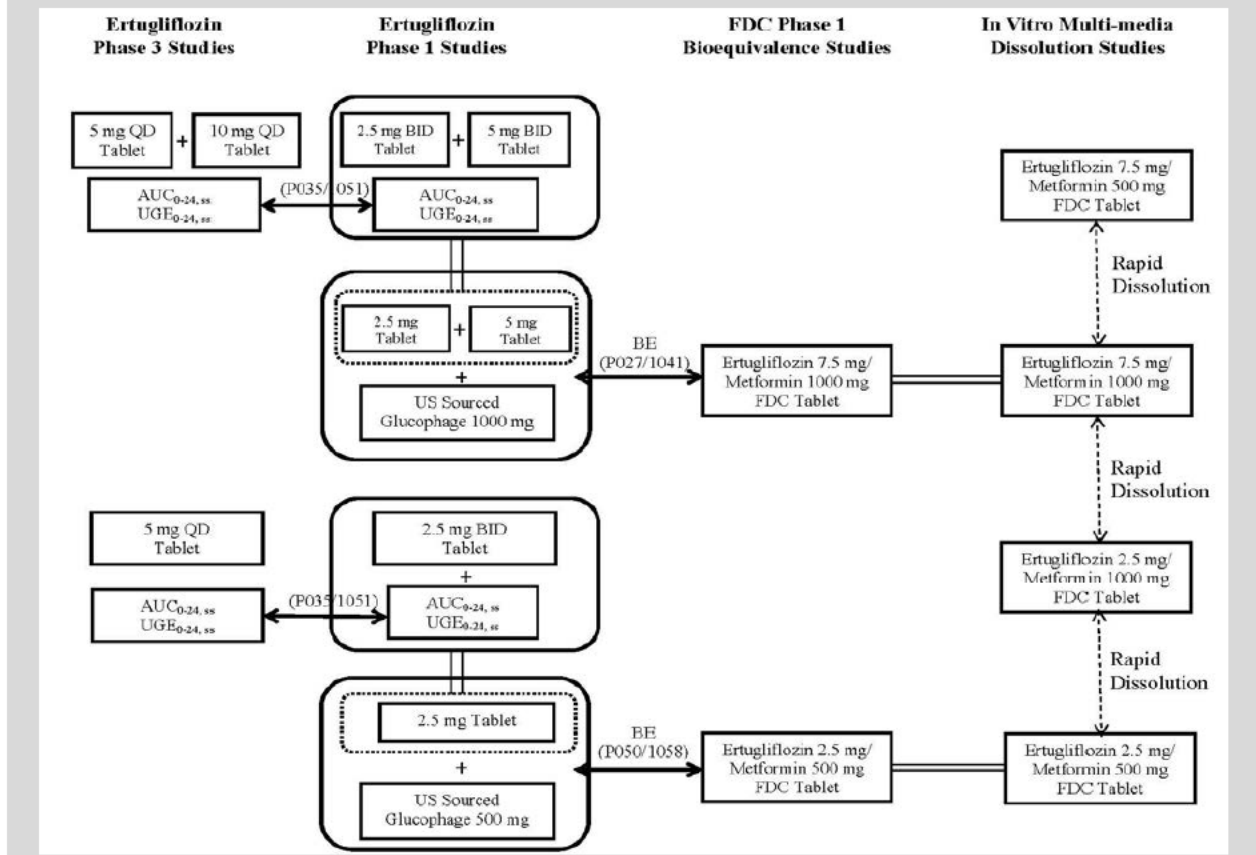 Ertugliflozin
Phase 3 Studies
Ertugliflozin
Phase 1 Studies
FDC Phase 1
Bioequivalence Studies
In Vitro Multi-media
Dissolution Studies
5 mg QD
Tablet
+
10 mg QD
Tablet
2.5 mg BID
Tablet
+
5 mg BID
Tablet
AUC0-24, ss
UGE0-24, ss
(P035/1051)
AUC0-24, ss
UGE0-24, ss
Ertugliflozin 7.5 mg/
Metformin 500 mg
FDC Tablet
Rapid
Dissolution
2.5 mg
Tablet
+
5 mg
Tablet
+
US Sourced
Glucophage 1000 mg
BE
(P027/1041)
Ertugliflozin 7.5 mg/
Metformin 1000 mg
FDC Tablet
Ertugliflozin 7.5 mg/
Metformin 1000 mg
FDC Tablet
Rapid
Dissolution
5 mg QD
Tablet
2.5 mg BID
Tablet
+
AUC0-24, ss
UGE0-24, ss
(P035/1051)
AUC0-24, ss
UGE0-24, ss
Ertugliflozin 2.5 mg/
Metformin 1000 mg
FDC Tablet
Rapid
Dissolution
2.5 mg Tablet
+
US Sourced
Glucophage 500 mg
BE
(P050/1058)
Ertugliflozin 2.5 mg/
Metformin 500 mg
FDC Tablet
Ertugliflozin 2.5 mg/
Metformin 500 mg
FDC Tablet